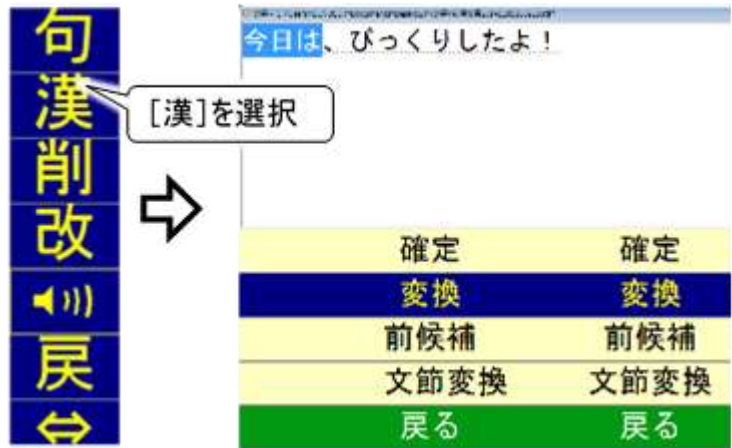 句
漢
削
改
戻
[漢]を選択
今日は、びっくりしたよ！
確定 確定
変換 変換
前候補 前候補
文節変換 文節変換
戻る 戻る